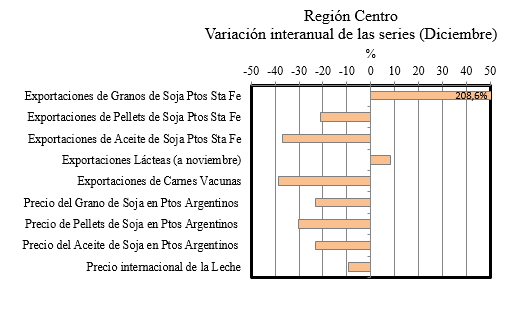 Región Centro
Variación interanual de las series (Diciembre)
%
-50 -40 -30 -20 -10 0 10 20 30 40 50
Exportaciones de Granos de Soja Ptos Sta Fe 208,6%
Exportaciones de Pellets de Soja Ptos Sta Fe
Exportaciones de Aceite de Soja Ptos Sta Fe
Exportaciones Lácteas (a noviembre)
Exportaciones de Carnes Vacunas
Precio del Grano de Soja en Ptos Argentinos
Precio de Pellets de Soja en Ptos Argentinos
Precio del Aceite de Soja en Ptos Argentinos
Precio internacional de la Leche